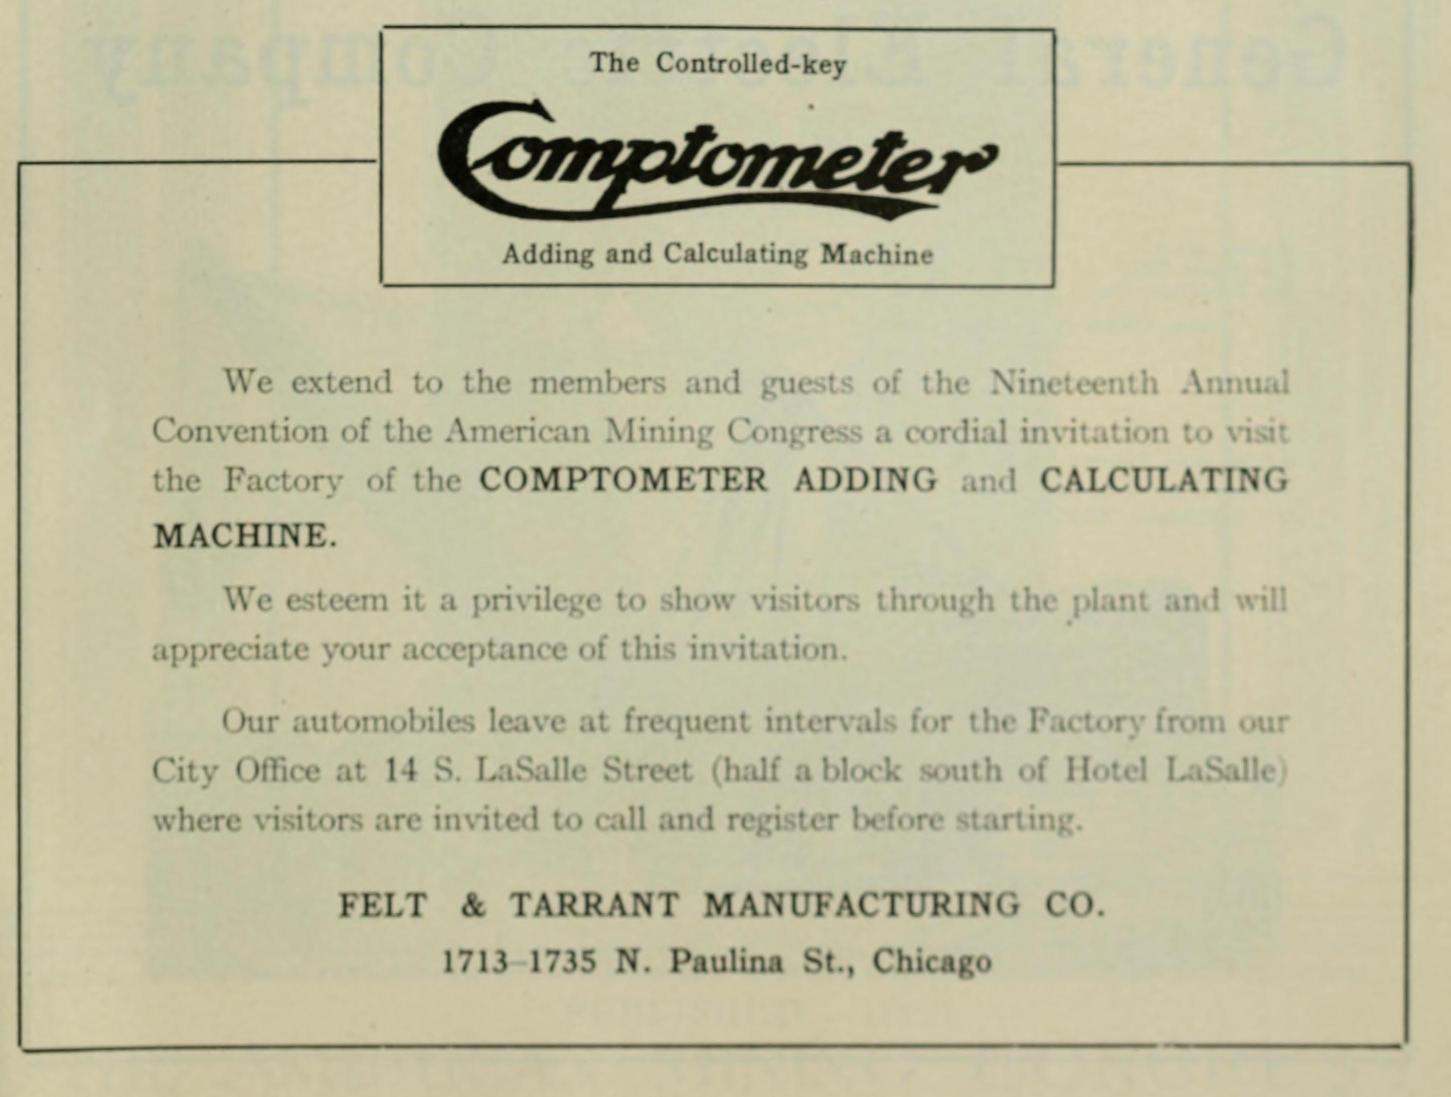 The Controlled-key
Comptometer
Adding and Calculating Machine
We extend to the members and guests of the Nineteenth Annual
Convention of the American Mining Congress a cordial invitation to visit
the Factory of the COMPTOMETER ADDING and CALCULATING
MACHINE.
We esteem it a privilege to show visitors through the plant and will
appreciate your acceptance of this invitation.
Our automobiles leave at frequent intervals for the Factory from our
City Office at 14 S. LaSalle Street (half a block south of Hotel LaSalle)
where visitors are invited to call and register before starting.
FELT & TARRANT MANUFACTURING CO.
1713-1735 N. Paulina St., Chicago